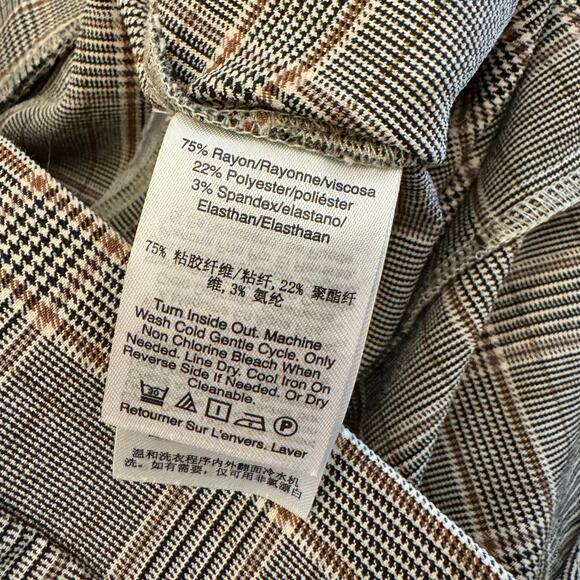 75% Rayon/Rayonne/viscosa
22% Polyester/poliéster
3% Spandex/elastano/
Elasthan/Elasthaan
75% 粘胶纤维/粘纤,22% 聚酯纤
维,3% 氨纶
Turn Inside Out. Machine
Wash Cold Gentle Cycle. Only
Non Chlorine Bleach When
Needed. Line Dry. Cool Iron On
Reverse Side If Needed. Or Dry
Cleanable.
30
P
Retourner Sur L'envers. Laver
温和洗衣程序内外翻面冷水机
洗。如有需要,仅可用非氯漂白